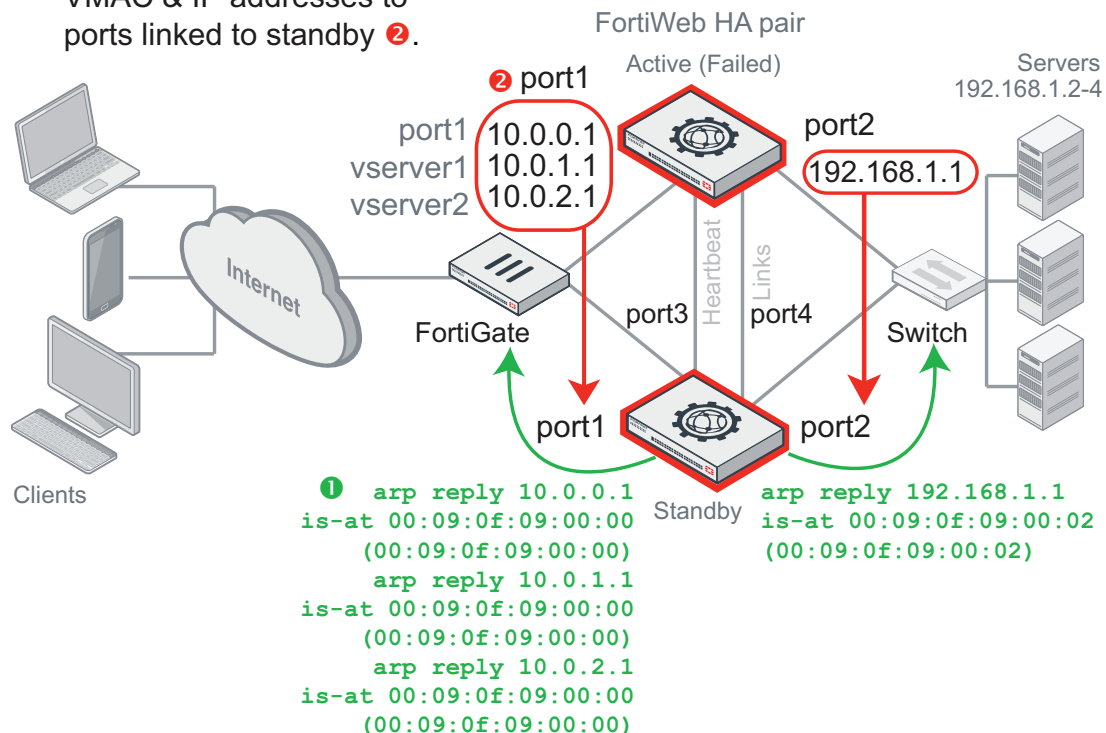 VMAC & IP addresses to
ports linked to standby ❷.
FortiWeb HA pair
Active (Failed)
Servers
192.168.1.2-4
❷ port1
port1 10.0.0.1
vserver1 10.0.1.1
vserver2 10.0.2.1
port2
192.168.1.1
Internet
Heartbeat
Links
port3
port4
FortiGate
Switch
port1
port2
Clients
Standby
❶ arp reply 10.0.0.1
is-at 00:09:0f:09:00:00
(00:09:0f:09:00:00)
arp reply 10.0.1.1
is-at 00:09:0f:09:00:00
(00:09:0f:09:00:00)
arp reply 10.0.2.1
is-at 00:09:0f:09:00:00
(00:09:0f:09:00:00)
arp reply 192.168.1.1
is-at 00:09:0f:09:00:02
(00:09:0f:09:00:02)